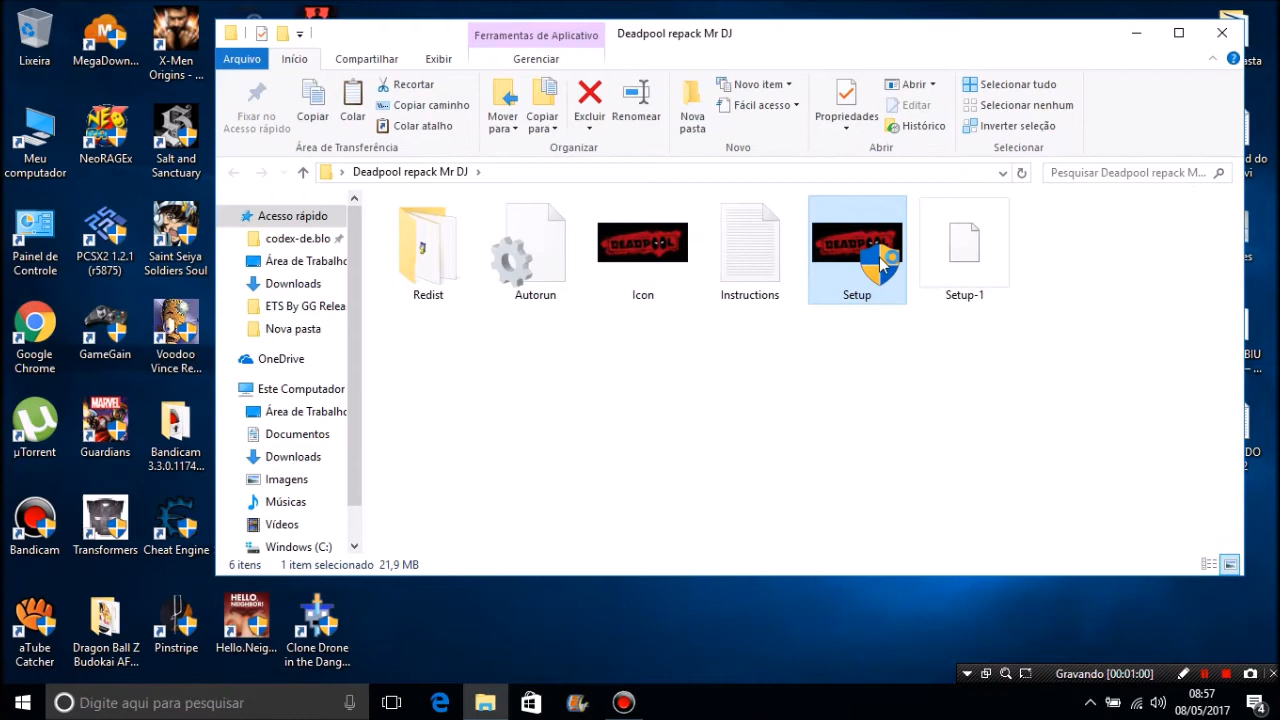 Ferramentas de Aplicativo
Deadpool repack Mr DJ
Arquivo
Início
Compartilhar
Exibir
Gerenciar
Fixar no
Acesso rápido
Copiar
Colar
Recortar
Copiar caminho
Colar atalho
Área de Transferência
Mover
para
Copiar
para
Excluir
Renomear
Organizar
Nova
pasta
Novo item
Fácil acesso
Novo
Propriedades
Abrir
Editar
Histórico
Abrir
Selecionar tudo
Selecionar nenhum
Inverter seleção
Selecionar
Deadpool repack Mr DJ
Pesquisar Deadpool repack M...
Acesso rápido
codex-de.blo
Área de Trabalho
Downloads
ETS By GG Relea
Nova pasta
OneDrive
Este Computador
Área de Trabalho
Documentos
Downloads
Imagens
Músicas
Vídeos
Windows (C:)
Redist
Autorun
DEADPOOL
Icon
Instructions
DEADPOOL
Setup
Setup-1
6 itens
1 item selecionado 21,9 MB
Lixeira
MegaDown...
X-Men
Origins - ...
Meu
computador
NEO
NeoRAGEx
Salt and
Sanctuary
Painel de
Controle
PCSX2 1.2.1
(r5875)
Saint Seiya
Soldiers Soul
Google
Chrome
GameGain
Voodoo
Vince Re...
µTorrent
MARVEL
Guardians
Bandicam
3.3.0.1174...
Bandicam
Transformers
Cheat Engine
aTube
Catcher
Dragon Ball Z
Budokai AF...
Pinstripe
HELLO,
NEIGHBOR!
Hello.Neig...
Clone Drone
in the Dang...
Gravando [00:01:00]
Digite aqui para pesquisar
08:57
08/05/2017
4